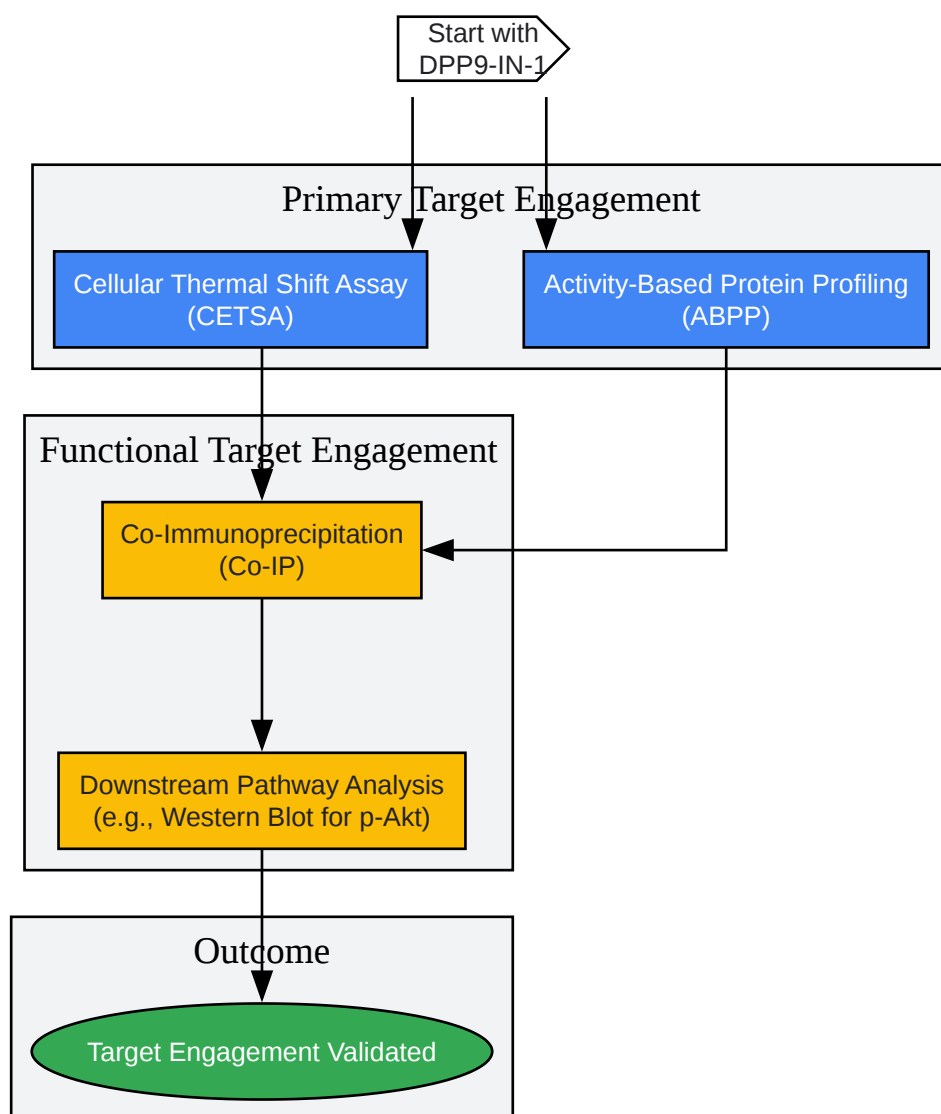 Start with
DPP9-IN-1
Primary Target Engagement
Cellular Thermal Shift Assay
(CETSA)
Activity-Based Protein Profiling
(ABPP)
Functional Target Engagement
Co-Immunoprecipitation
(Co-IP)
Downstream Pathway Analysis
(e.g., Western Blot for p-Akt)
Outcome
Target Engagement Validated